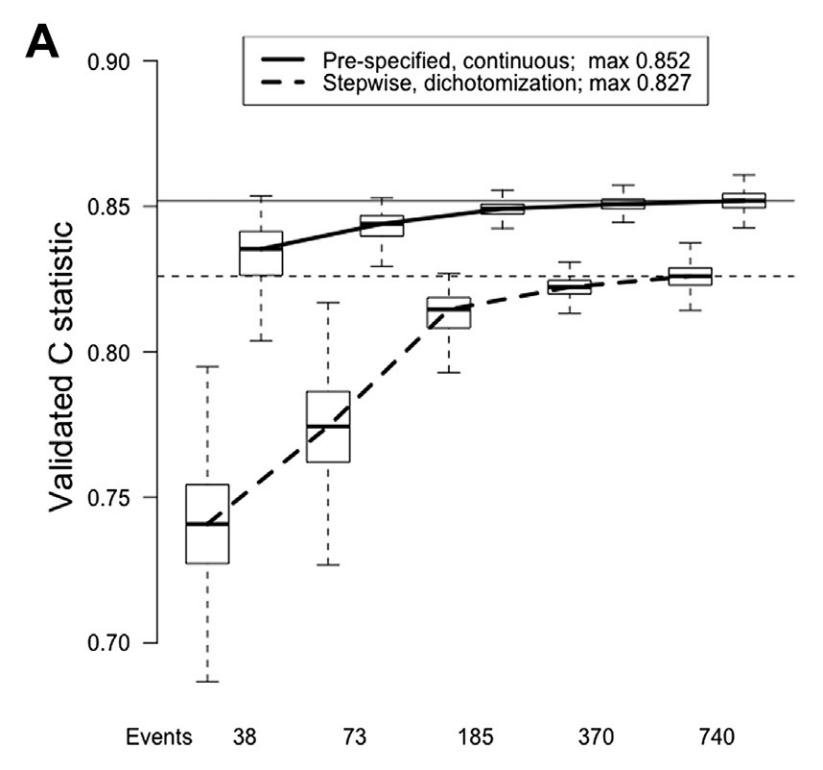 A
Pre-specified, continuous; max 0.852
Stepwise, dichotomization; max 0.827
Validated C statistic
0.90
0.85
0.80
0.75
0.70
Events 38 73 185 370 740